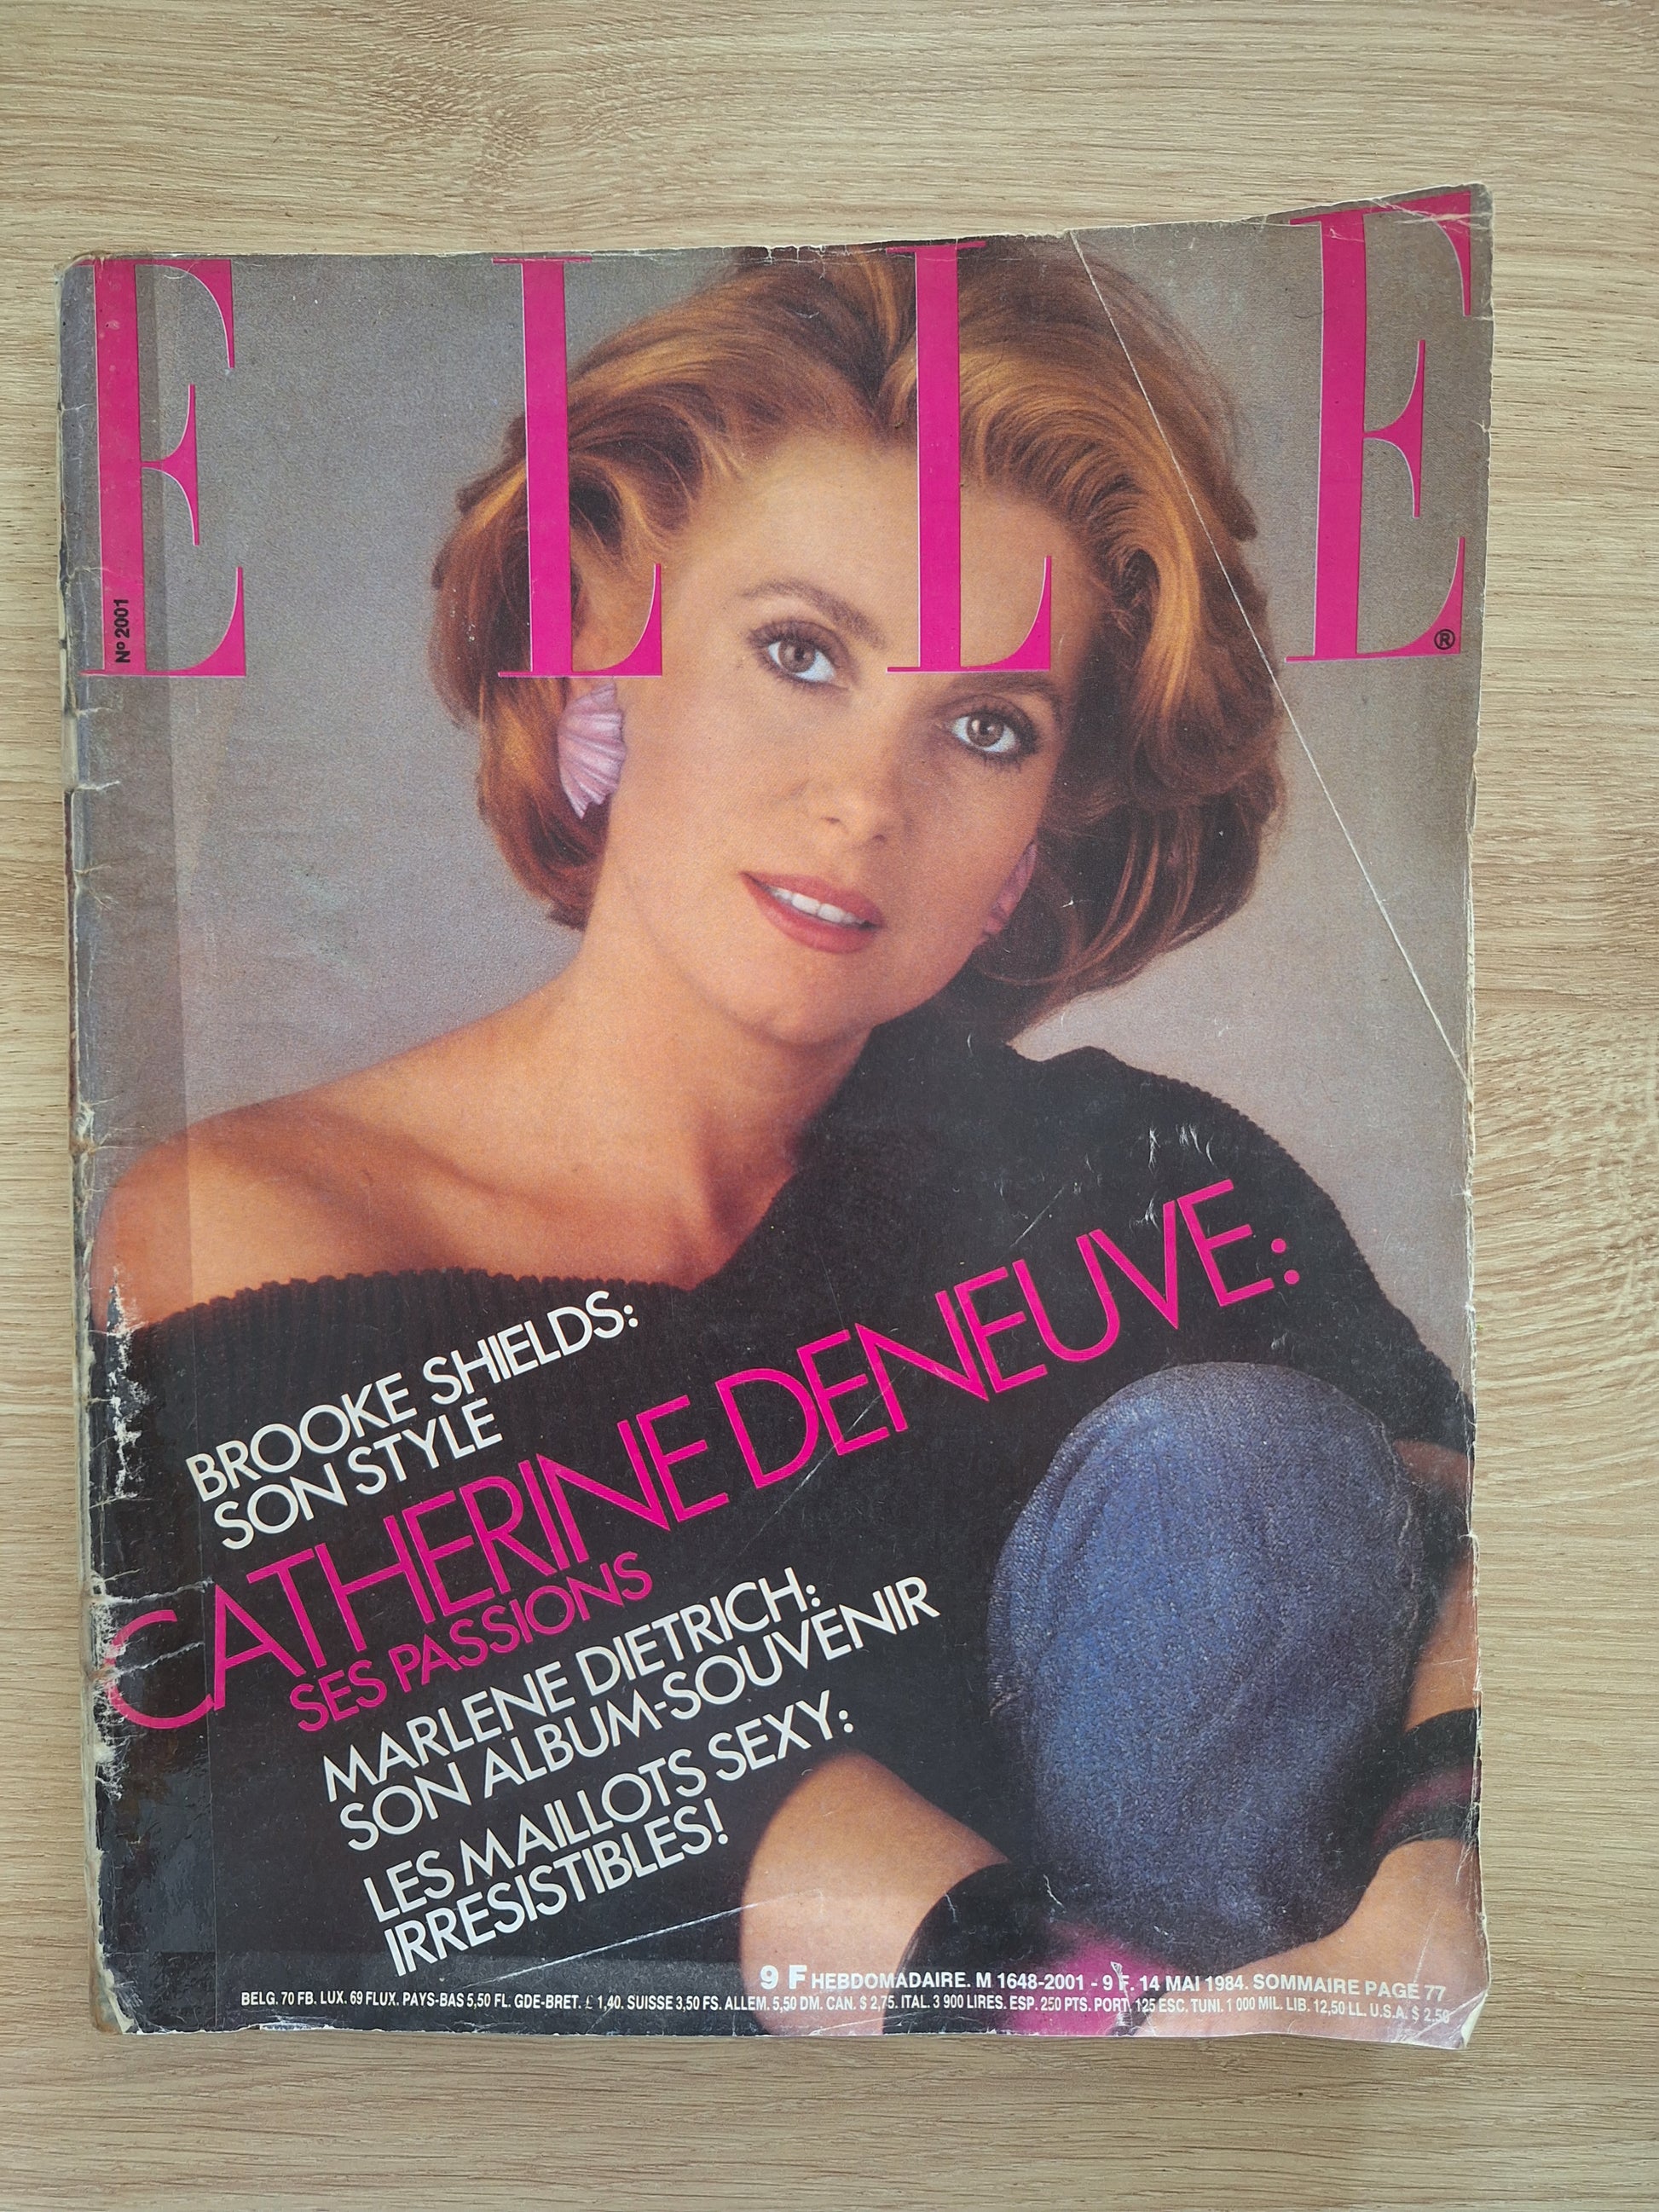 ELLE
®
Nº 2001
BROOKE SHIELDS:
SON STYLE
CATHERINE DENEUVE:
SES PASSIONS
MARLENE DIETRICH:
SON ALBUM-SOUVENIR
LES MAILLOTS SEXY:
IRRESISTIBLES!
9 F HEBDOMADAIRE. M 1648-2001 - 9 F. 14 MAI 1984. SOMMAIRE PAGE 77
BELG. 70 FB. LUX. 69 FLUX. PAYS-BAS 5,50 FL. GDE-BRET. £ 1,40. SUISSE 3,50 FS. ALLEM. 5,50 DM. CAN. $ 2,75. ITAL. 3 900 LIRES. ESP. 250 PTS. PORT. 125 ESC. TUNI. 1 000 MIL. LIB. 12,50 LL. U.S.A. $ 2.50